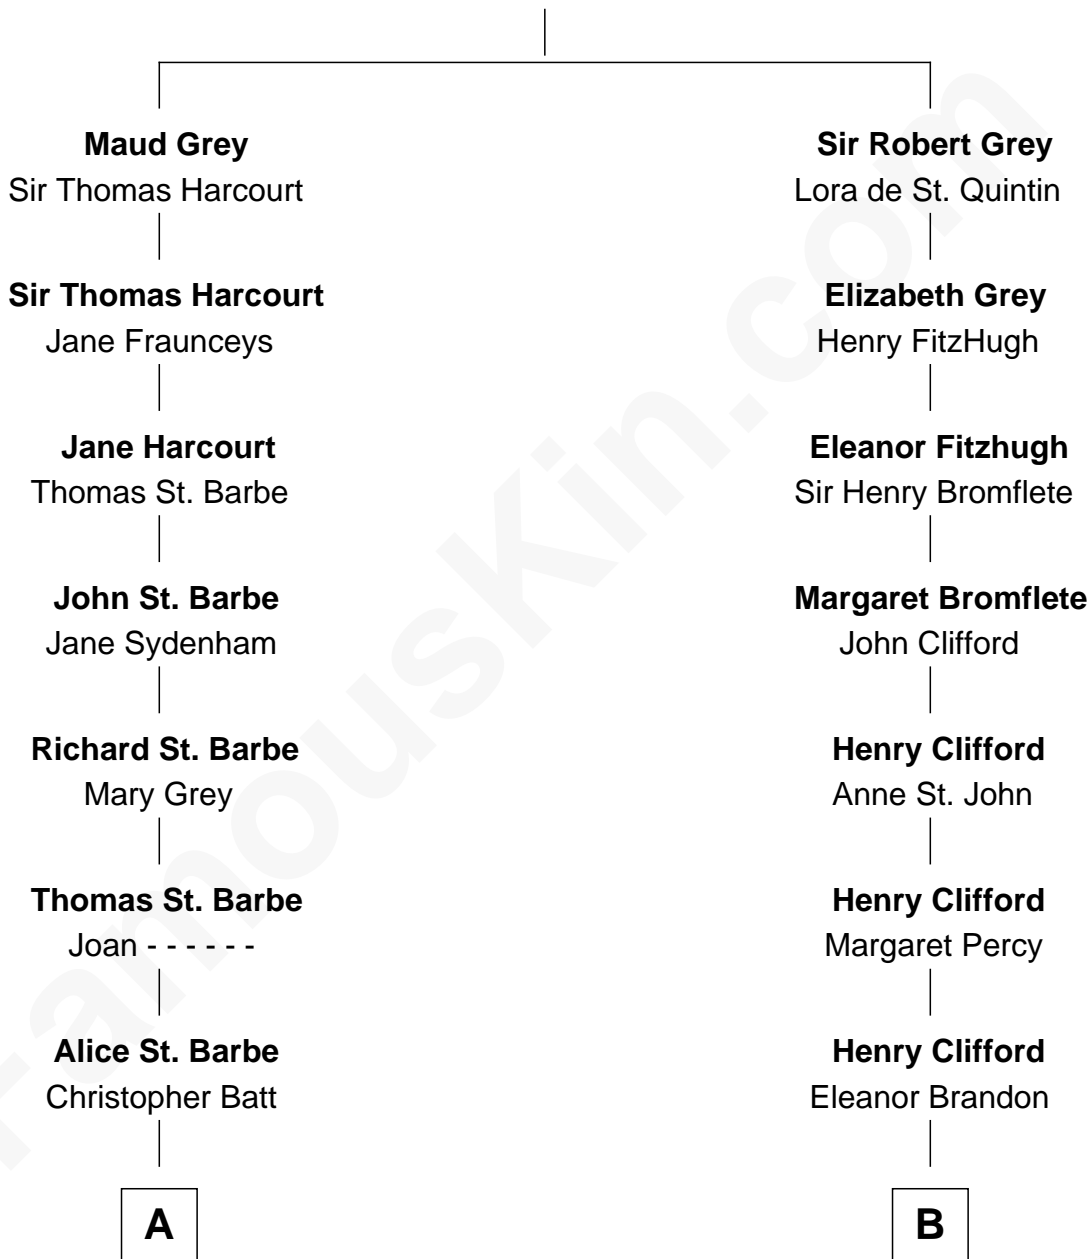 Maud Grey
Sir Thomas Harcourt
Sir Robert Grey
Lora de St. Quintin
Sir Thomas Harcourt
Jane Fraunceys
Elizabeth Grey
Henry FitzHugh
Jane Harcourt
Thomas St. Barbe
Eleanor Fitzhugh
Sir Henry Bromflete
John St. Barbe
Jane Sydenham
Margaret Bromflete
John Clifford
Richard St. Barbe
Mary Grey
Henry Clifford
Anne St. John
Thomas St. Barbe
Joan - - - - - -
Henry Clifford
Margaret Percy
Alice St. Barbe
Christopher Batt
Henry Clifford
Eleanor Brandon
A
B
FamousKin.com